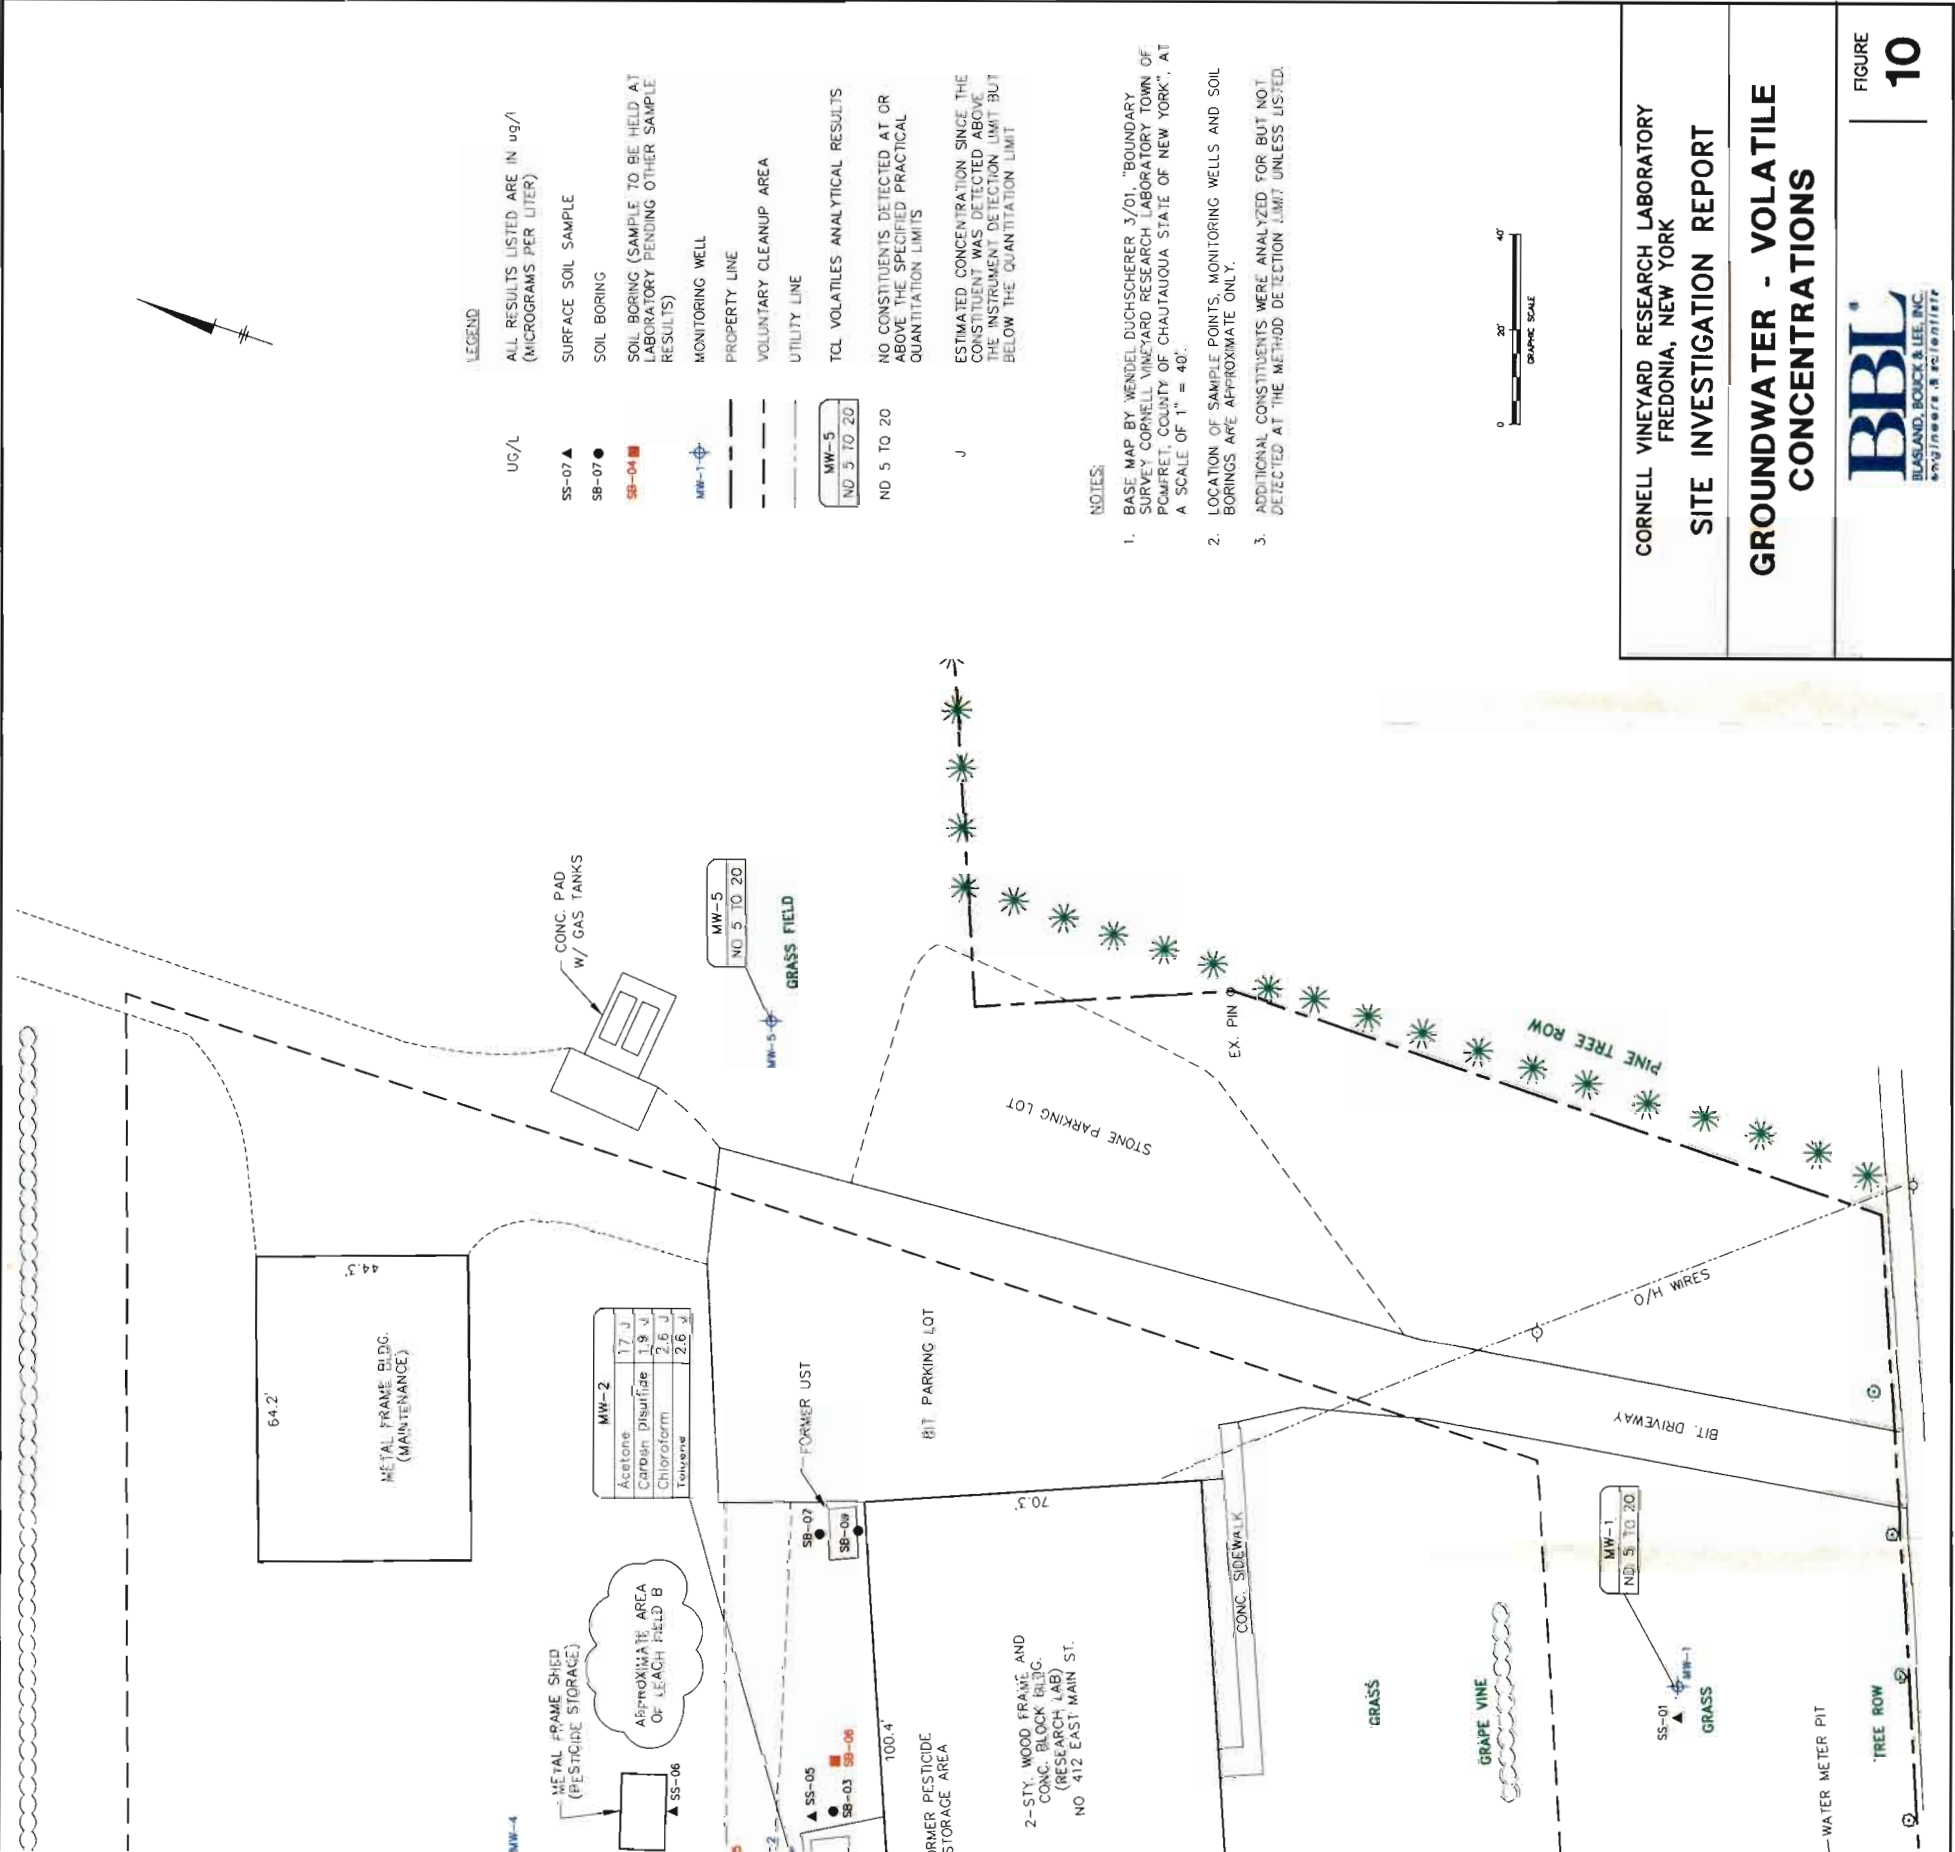 LEGEND
UG/L
ALL RESULTS LISTED ARE IN ug/l
(MICROGRAMS PER LITER)
SS-07
SURFACE SOIL SAMPLE
SB-07
SOIL BORING
SB-04
SOIL BORING (SAMPLE TO BE HELD AT
LABORATORY PENDING OTHER SAMPLE
RESULTS)
MW-1
MONITORING WELL
PROPERTY LINE
VOLUNTARY CLEANUP AREA
UTILITY LINE
MW-5
ND 5 TO 20
TCL VOLATILES ANALYTICAL RESULTS
ND 5 TO 20
NO CONSTITUENTS DETECTED AT OR
ABOVE THE SPECIFIED PRACTICAL
QUANTITATION LIMITS
J
ESTIMATED CONCENTRATION SINCE THE
CONSTITUENT WAS DETECTED ABOVE
THE INSTRUMENT DETECTION LIMIT BUT
BELOW THE QUANTITATION LIMIT
NOTES:
1. BASE MAP BY WENDEL DUCHSCHERER 3/01, "BOUNDARY
SURVEY CORNELL VINEYARD RESEARCH LABORATORY TOWN OF
POMFRET, COUNTY OF CHAUTAUQUA STATE OF NEW YORK", AT
A SCALE OF 1" = 40'.
2. LOCATION OF SAMPLE POINTS, MONITORING WELLS AND SOIL
BORINGS ARE APPROXIMATE ONLY.
3. ADDITIONAL CONSTITUENTS WERE ANALYZED FOR BUT NOT
DETECTED AT THE METHOD DETECTION LIMIT UNLESS LISTED.
0 20' 40'
GRAPHIC SCALE
CORNELL VINEYARD RESEARCH LABORATORY
FREDONIA, NEW YORK
SITE INVESTIGATION REPORT
GROUNDWATER - VOLATILE
CONCENTRATIONS
BBL®
BLASLAND, BOUCK & LEE, INC.
engineers & scientists
FIGURE
10
CONC. PAD
W/ GAS TANKS
MW-5
ND 5 TO 20
MW-5
GRASS FIELD
STONE PARKING LOT
EX. PIN
PINE TREE ROW
44.3'
64.2'
METAL FRAME BLDG.
(MAINTENANCE)
MW-2
Acetone 17 J
Carbon Disulfide 1.9 J
Chloroform 2.6 J
Toluene 2.6 J
FORMER UST
BIT. PARKING LOT
O/H WIRES
BIT. DRIVEWAY
SB-07
SB-09
70.3'
CONC. SIDEWALK
MW-1
ND 5 TO 20
METAL FRAME SHED
(PESTICIDE STORAGE)
APPROXIMATE AREA
OF LEACH FIELD B
SS-06
MW-4
SS-05
SB-03
SB-06
100.4'
2-STY. WOOD FRAME AND
CONC. BLOCK BLDG.
(RESEARCH LAB)
NO 412 EAST MAIN ST.
PESTICIDE
AREA
GRASS
GRAPE VINE
SS-01
MW-1
GRASS
WATER METER PIT
TREE ROW